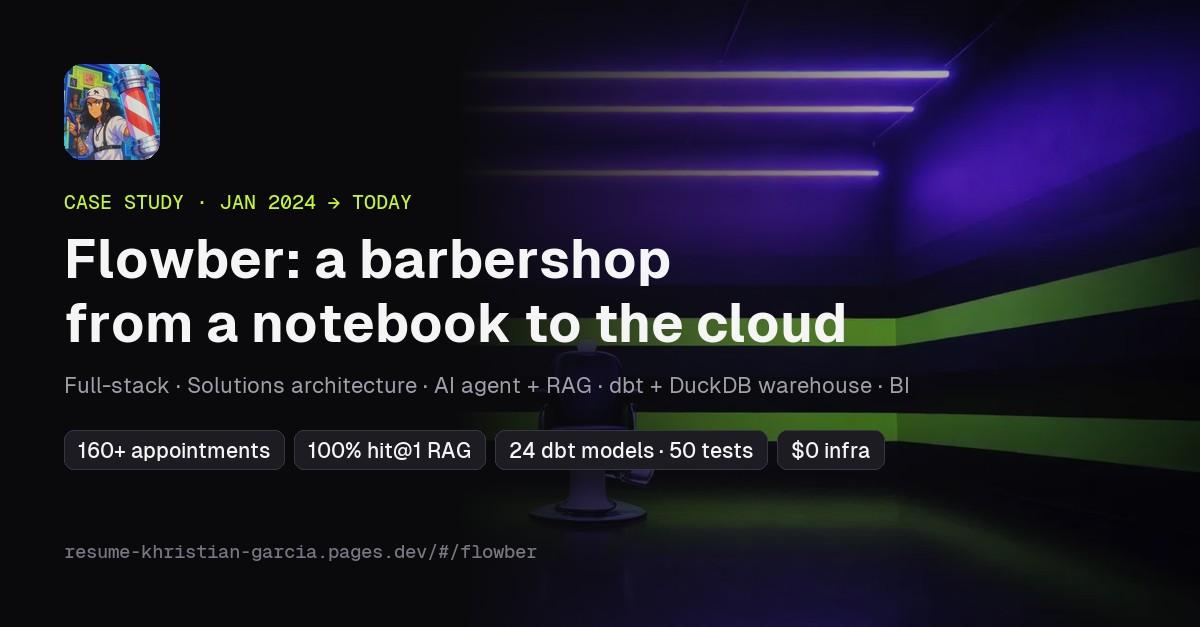 CASE STUDY · JAN 2024 → TODAY
Flowber: a barbershop
from a notebook to the cloud
Full-stack · Solutions architecture · AI agent + RAG · dbt + DuckDB warehouse · BI
160+ appointments 100% hit@1 RAG 24 dbt models · 50 tests $0 infra
resume-khristian-garcia.pages.dev/#/flowber